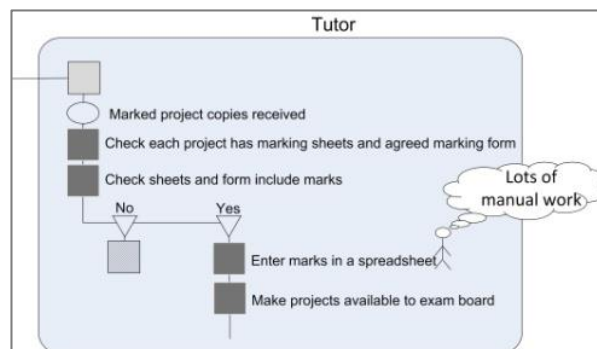 Tutor
Marked project copies received
Check each project has marking sheets and agreed marking form
Check sheets and form include marks
Lots of
manual work
No
Yes
Enter marks in a spreadsheet
Make projects available to exam board